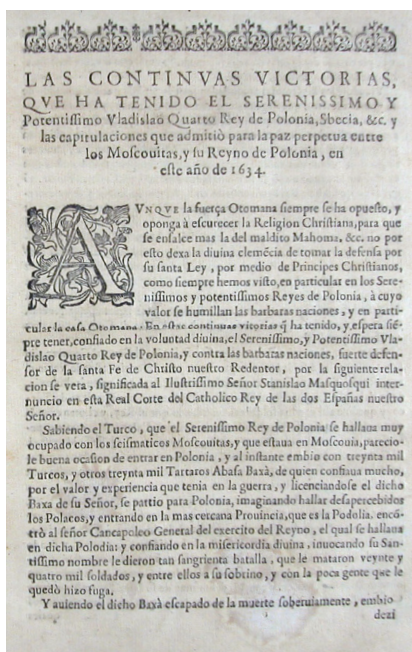 LAS CONTINVAS VICTORIAS,
QVE HA TENIDO EL SERENISSIMO Y
Potentissimo Vladislao Quarto Rey de Polonia, Sbecia, &c. y
las capitulaciones que admitiò para la paz perpetua entre
los Moscouitas, y su Reyno de Polonia, en
este año de 1634.
AVNQVE la fuerça Otomana siempre se ha opuesto, y
oponga à escurecer la Religion Christiana, para que
se ensalce mas la del maldito Mahoma, &c. no por
esto dexa la diuina clemẽcia de tomar la defensa por
su santa Ley, por medio de Principes Christianos,
como siempre hemos visto, en particular en los Sere-
nissimos y potentissimos Reyes de Polonia, à cuyo
valor se humillan las barbaras naciones, y en parti-
cular la casa Otomana. En estas continuas vitorias q̃ ha tenido, y espera siẽ-
pre tener, confiado en la voluntad diuina, el Serenissimo, y Potentissimo Vla-
dislao Quarto Rey de Polonia, y contra las barbaras naciones, fuerte defen-
sor de la santa Fe de Christo nuestro Redentor, por la siguiente rela-
cion se vera, significada al Ilustrissimo Señor Stanislao Masquosqui inter-
nuncio en esta Real Corte del Catholico Rey de las dos Españas nuestro
Señor.
Sabiendo el Turco, que el Serenissimo Rey de Polonia se hallaua muy
ocupado con los scismaticos Moscouitas, y que estaua en Moscouia, parecio-
le buena ocasion de entrar en Polonia, y al instante embio con treynta mil
Turcos, y otros treynta mil Tartaros Abasa Baxà, de quien confiaua mucho,
por el valor y experiencia que tenia en la guerra, y licenciandose el dicho
Baxa de su Señor, se partio para Polonia, imaginando hallar desapercebidos
los Polacos, y entrando en la mas cercana Prouincia, que es la Podolia. encõ-
trò al señor Cancapoleo General del exercito del Reyno, el qual se hallaua
en dicha Polodia: y confiando en la misericordia diuina, inuocando su San-
tissimo nombre le dieron tan sangrienta batalla, que le mataron veynte y
quatro mil soldados, y entre ellos a su sobrino, y con la poca gente que le
quedò hizo fuga.
Y auiendo el dicho Baxà escapado de la muerte soberuiamente, embio
dezi